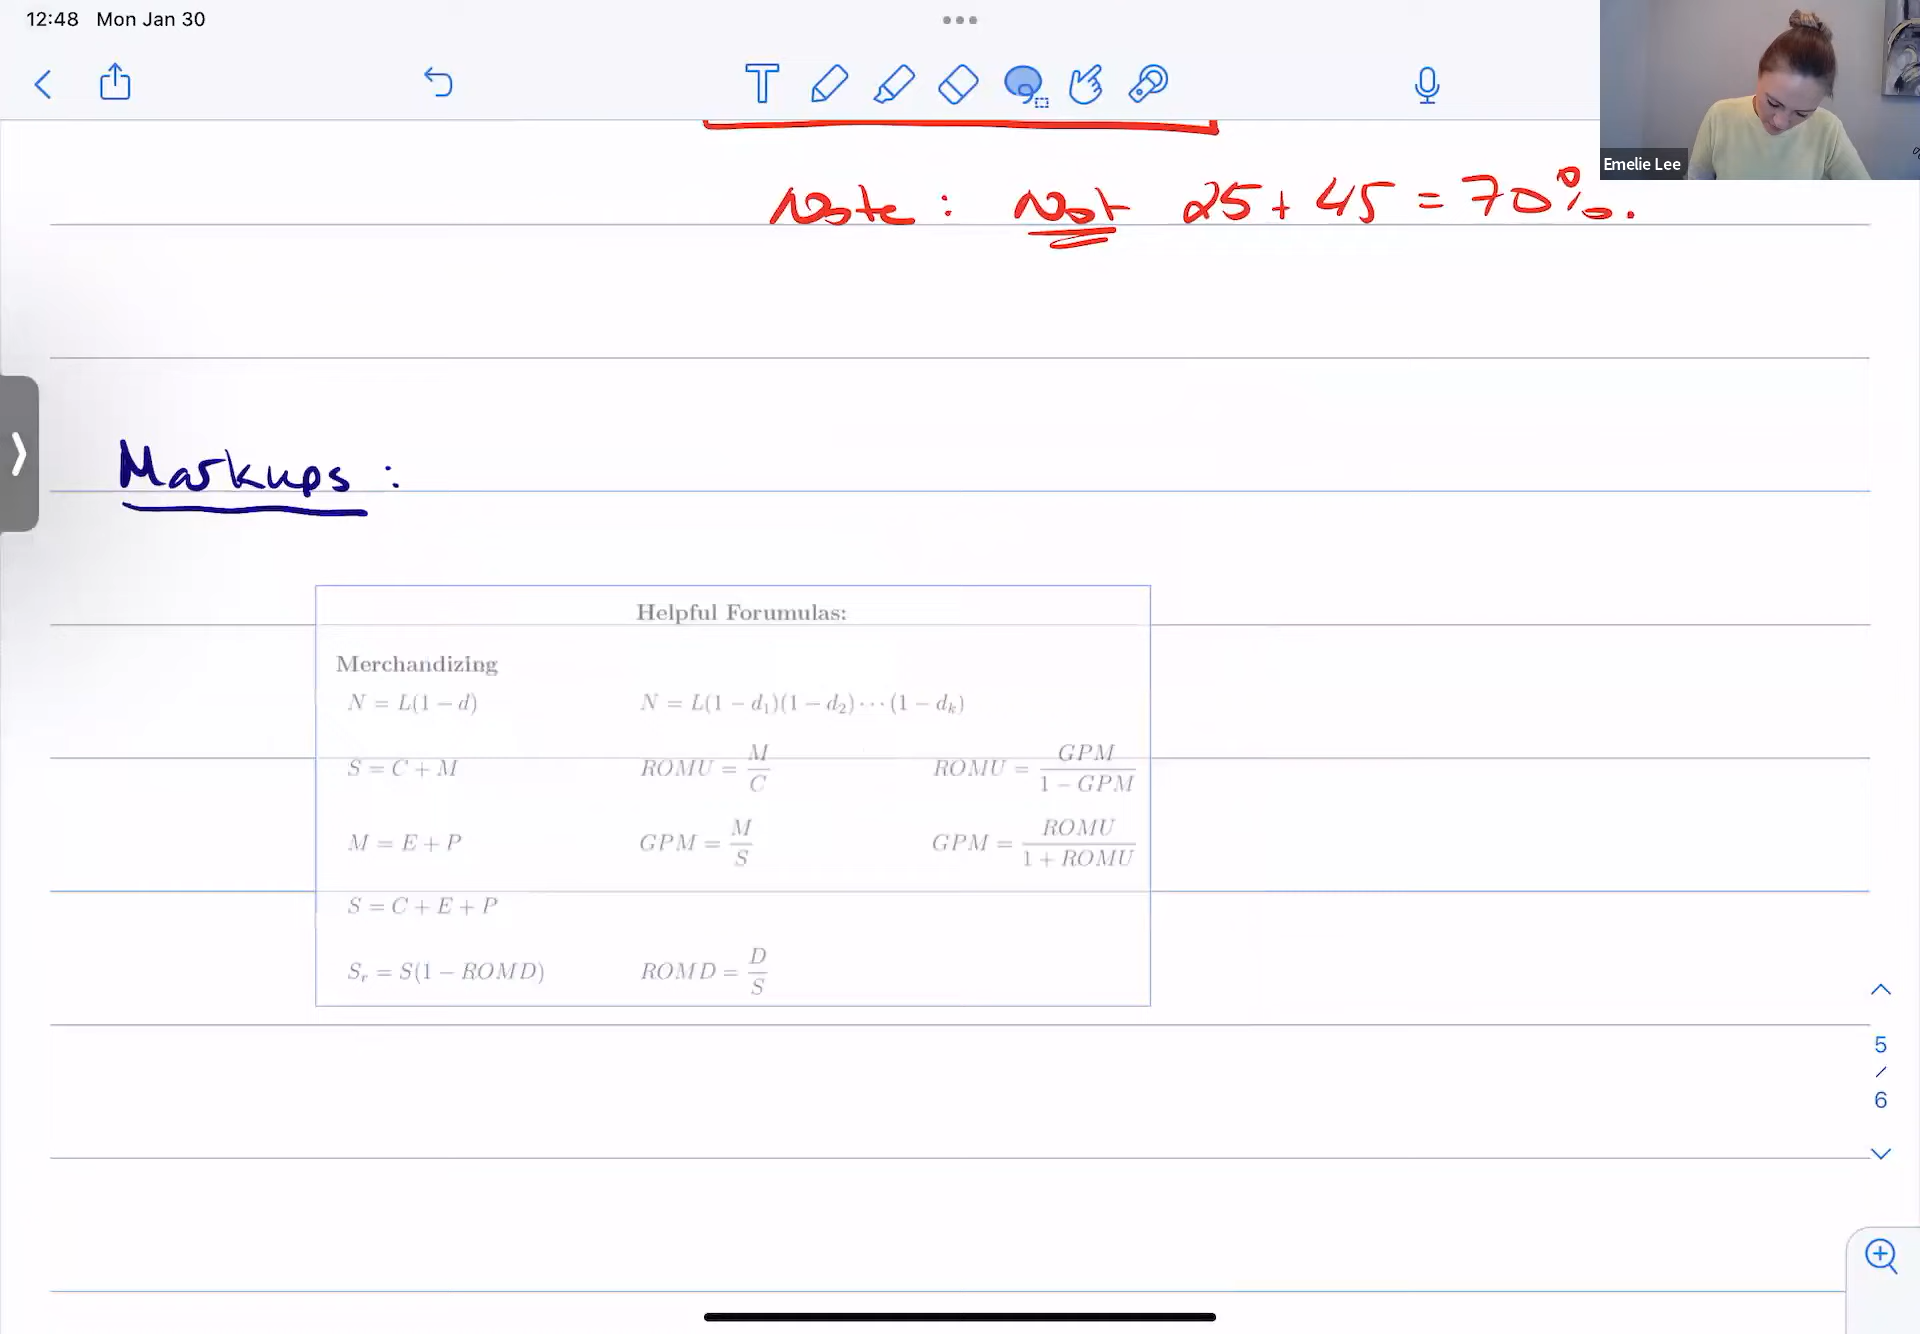 12:48 Mon Jan 30
Emelie Lee
Note : Not 25 + 45 = 70%.
Markups :
Helpful Forumulas:
Merchandizing
N = L(1 − d) N = L(1 − d₁)(1 − d₂) ⋯ (1 − dₖ)
S = C + M ROMU = M/C ROMU = GPM/(1 − GPM)
M = E + P GPM = M/S GPM = ROMU/(1 + ROMU)
S = C + E + P
Sᵣ = S(1 − ROMD) ROMD = D/S
5
/
6